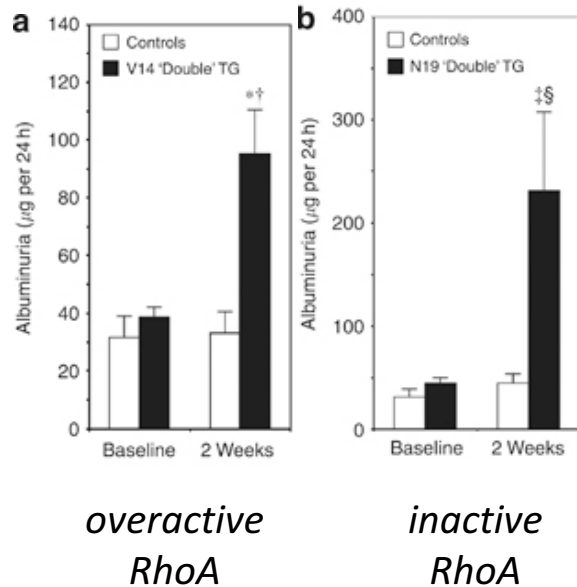 a
140
120
100
80
60
40
20
0
Albuminuria (μg per 24 h)
Controls
V14 ‘Double’ TG
*†
Baseline
2 Weeks
b
400
300
200
100
0
Albuminuria (μg per 24 h)
Controls
N19 ‘Double’ TG
‡§
Baseline
2 Weeks
overactive
RhoA
inactive
RhoA